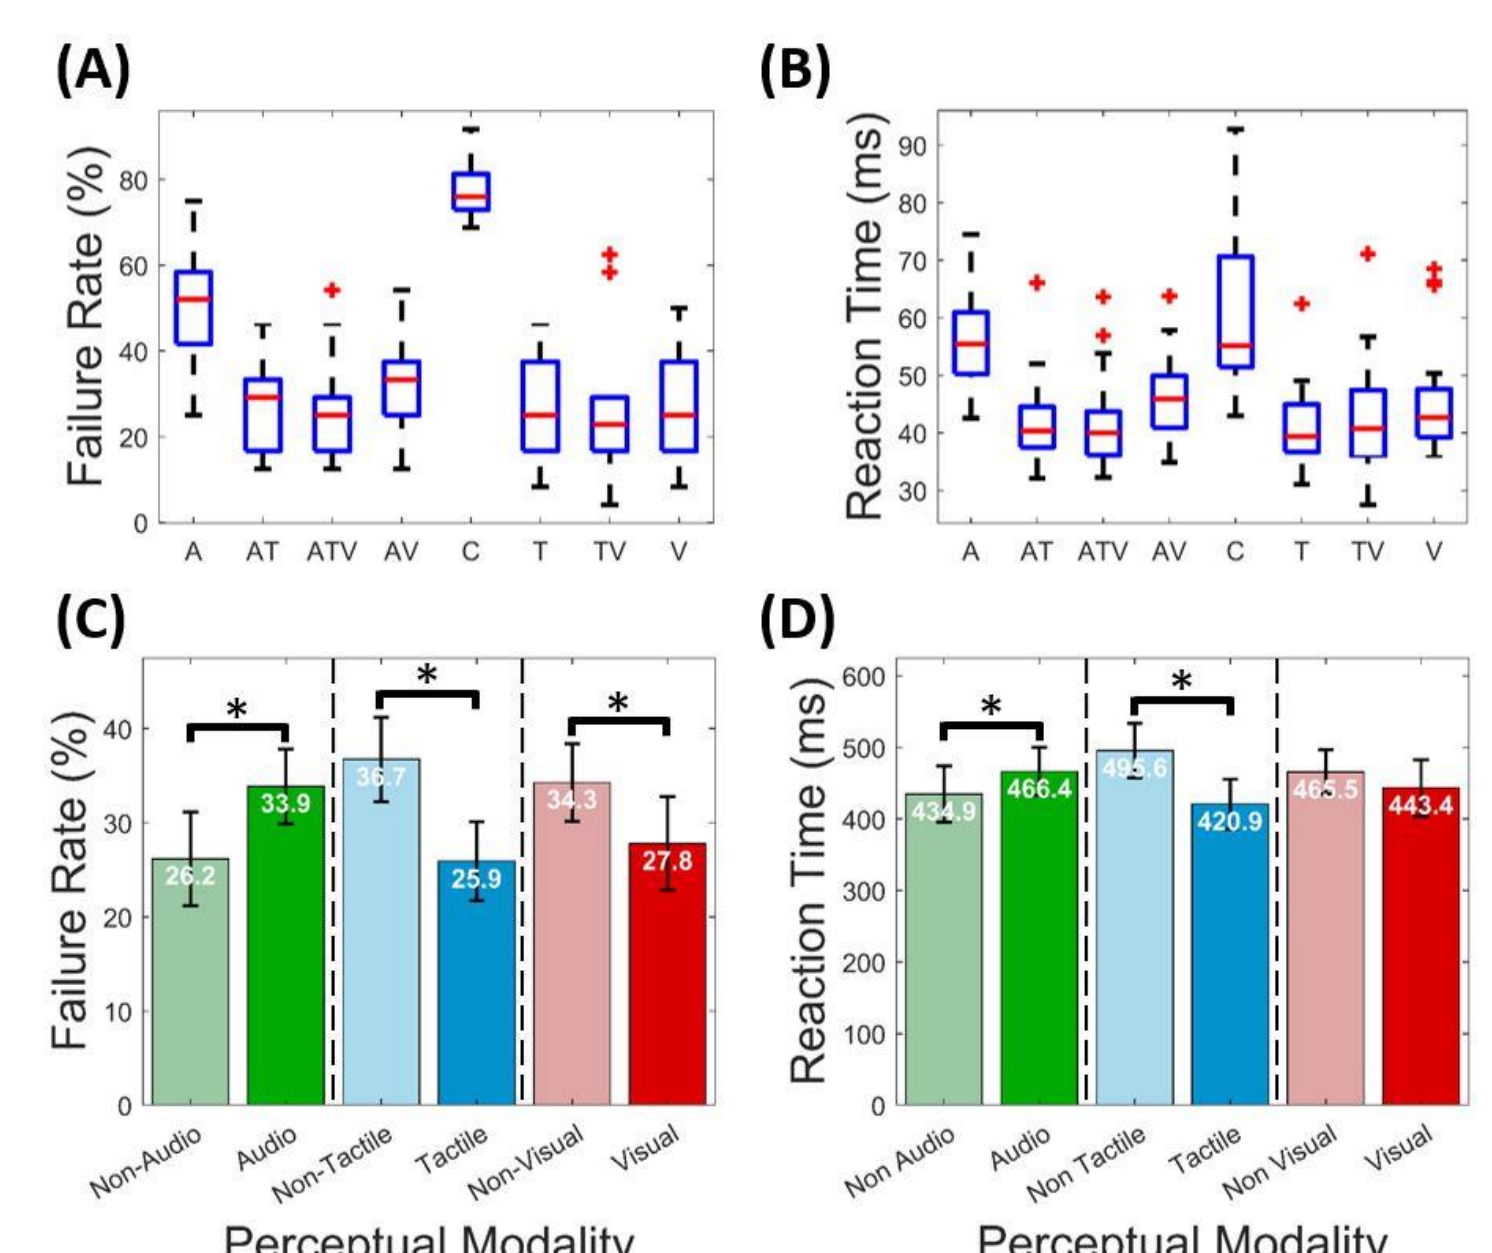 (A)
Failure Rate (%)
80
60
40
20
0
A AT ATV AV C T TV V
(B)
Reaction Time (ms)
90
80
70
60
50
40
30
A AT ATV AV C T TV V
(C)
Failure Rate (%)
40
30
20
10
0
* * *
26.2 33.9 36.7 25.9 34.3 27.8
Non-Audio Audio Non-Tactile Tactile Non-Visual Visual
Perceptual Modality
(D)
Reaction Time (ms)
600
500
400
300
200
100
0
* *
434.9 466.4 495.6 420.9 465.5 443.4
Non Audio Audio Non Tactile Tactile Non Visual Visual
Perceptual Modality